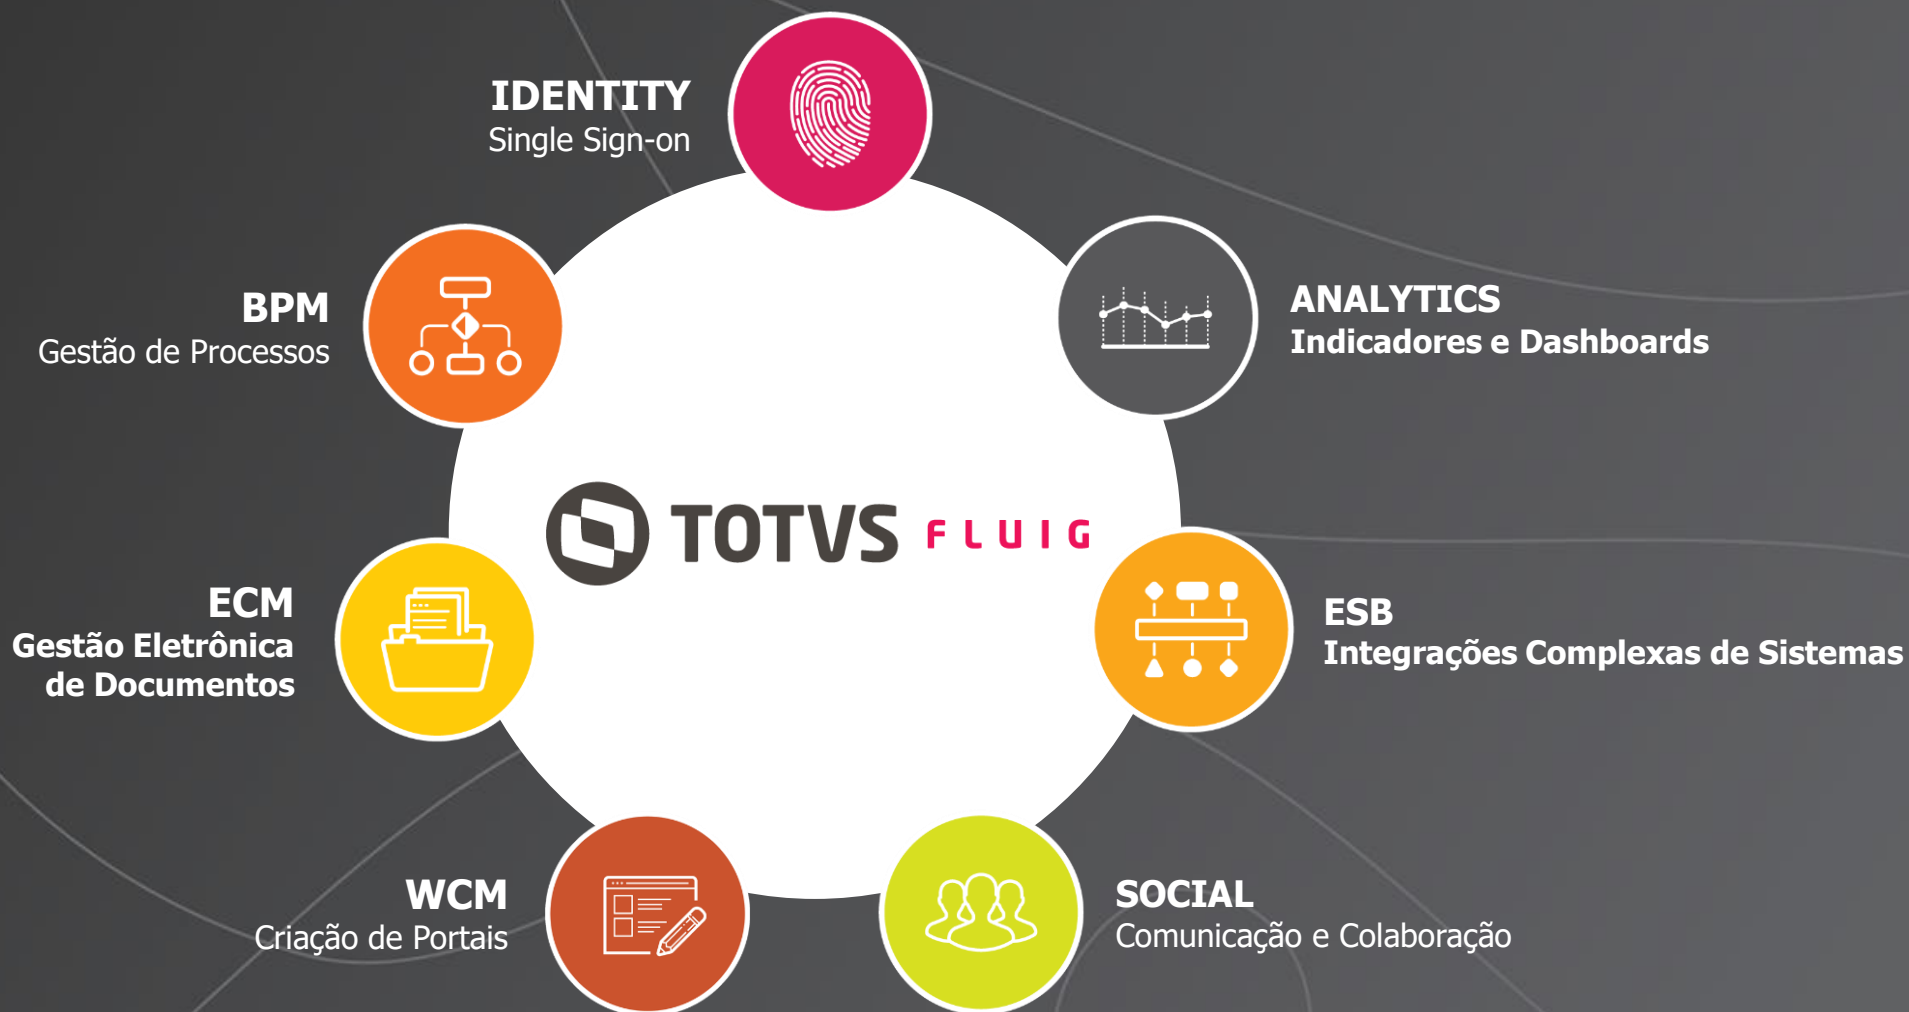 IDENTITY
Single Sign-on
BPM
Gestão de Processos
ANALYTICS
Indicadores e Dashboards
TOTVS FLUIG
ECM
Gestão Eletrônica
de Documentos
ESB
Integrações Complexas de Sistemas
WCM
Criação de Portais
SOCIAL
Comunicação e Colaboração